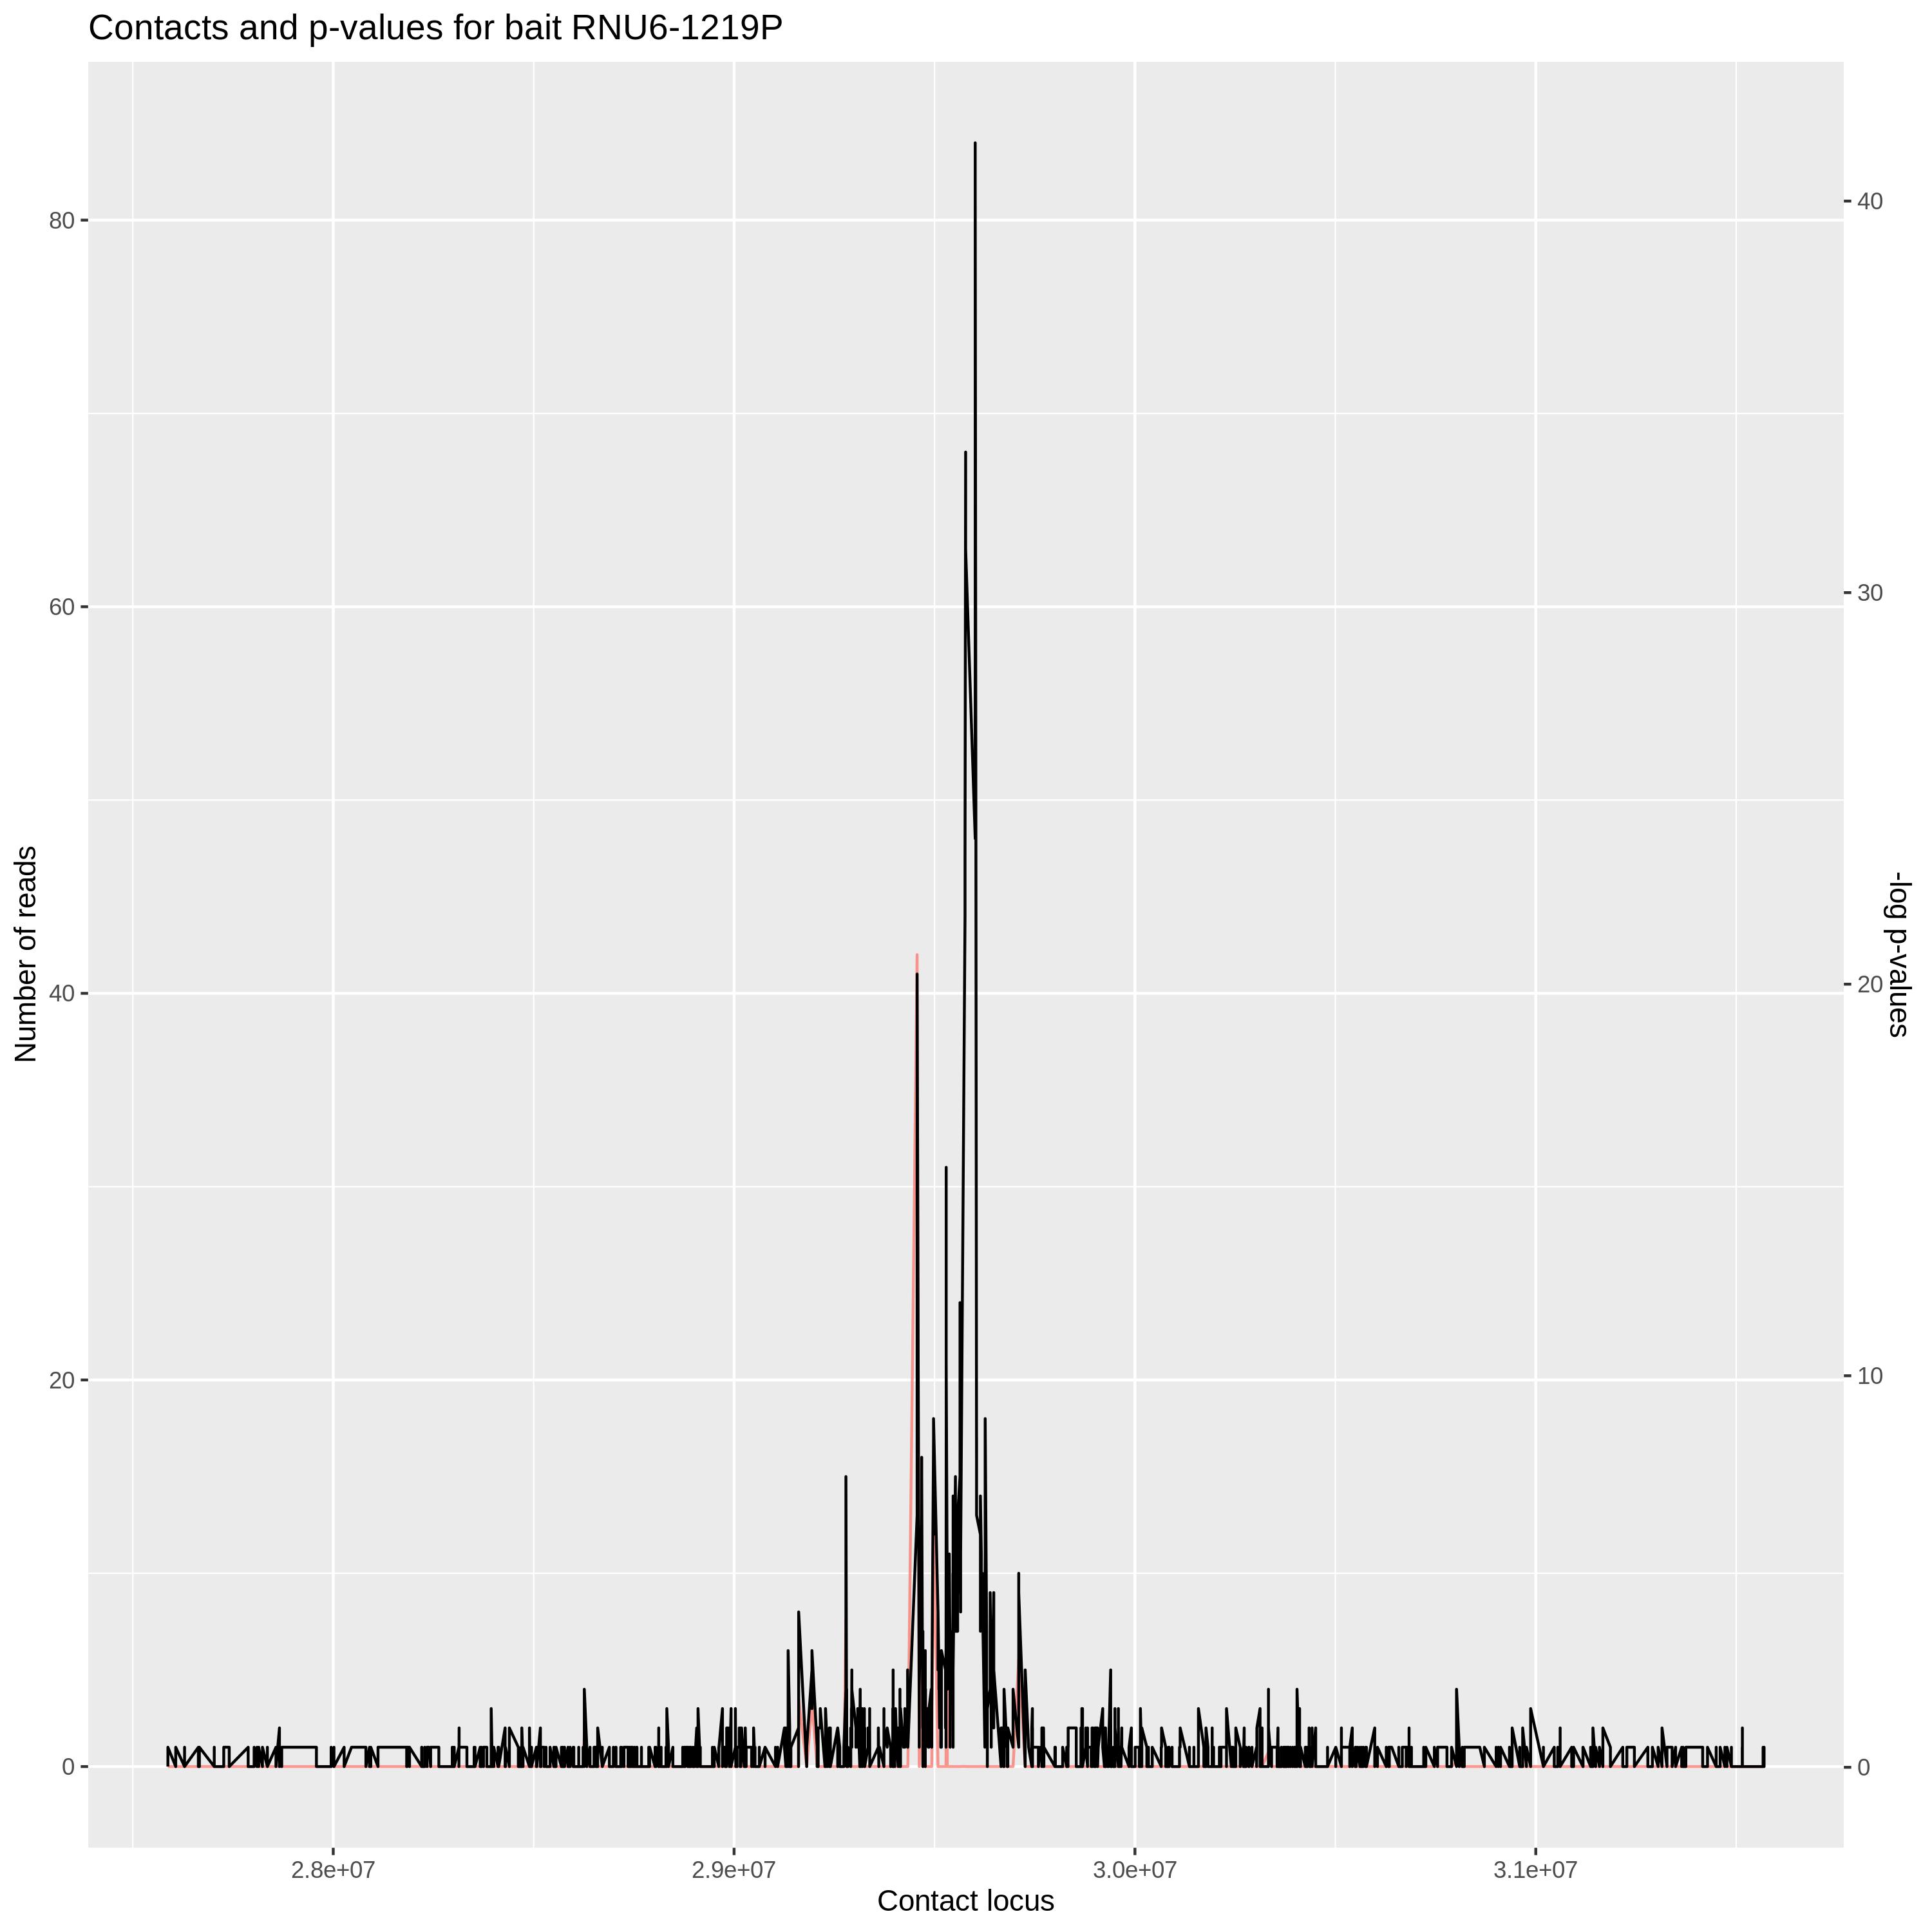 Contacts and p-values for bait RNU6-1219P
80
60
40
20
0
Number of reads
40
30
20
10
0
-log p-values
2.8e+07
2.9e+07
3.0e+07
3.1e+07
Contact locus